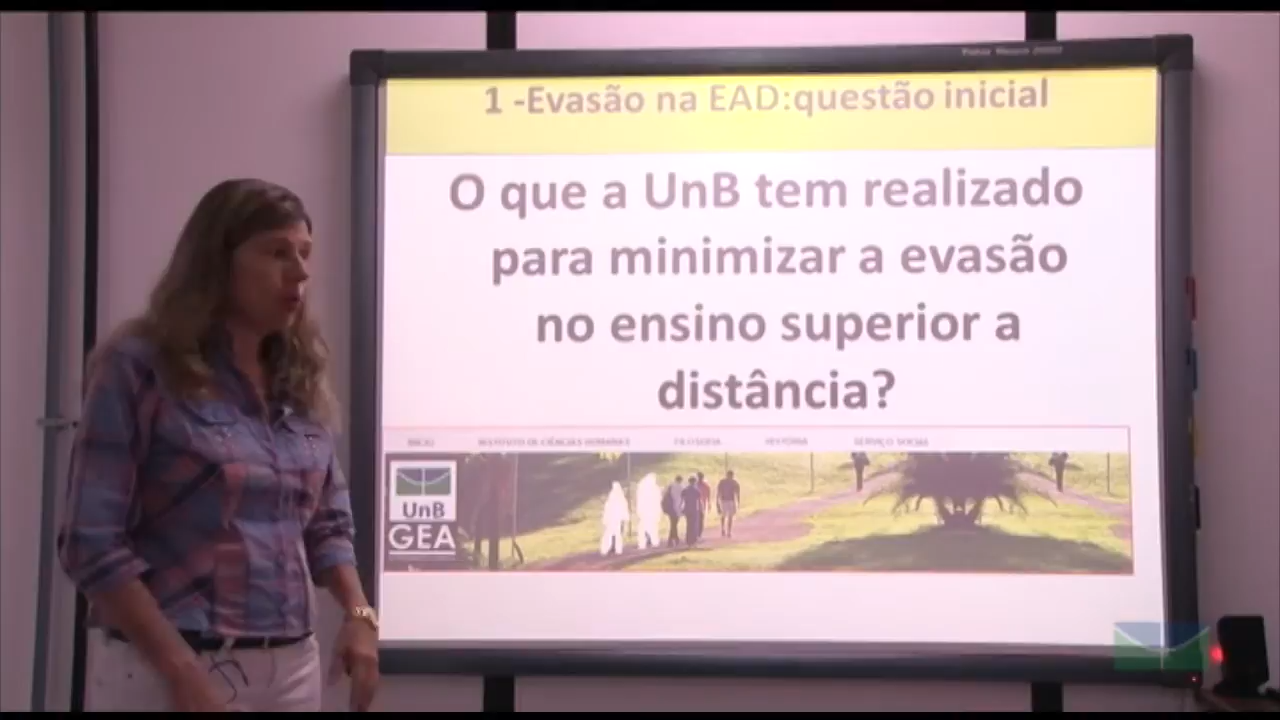 1 -Evasão na EAD:questão inicial
O que a UnB tem realizado
para minimizar a evasão
no ensino superior a
distância?
INÍCIO INSTITUTO DE CIÊNCIAS HUMANAS FILOSOFIA HISTÓRIA SERVIÇO SOCIAL
UnB
GEA